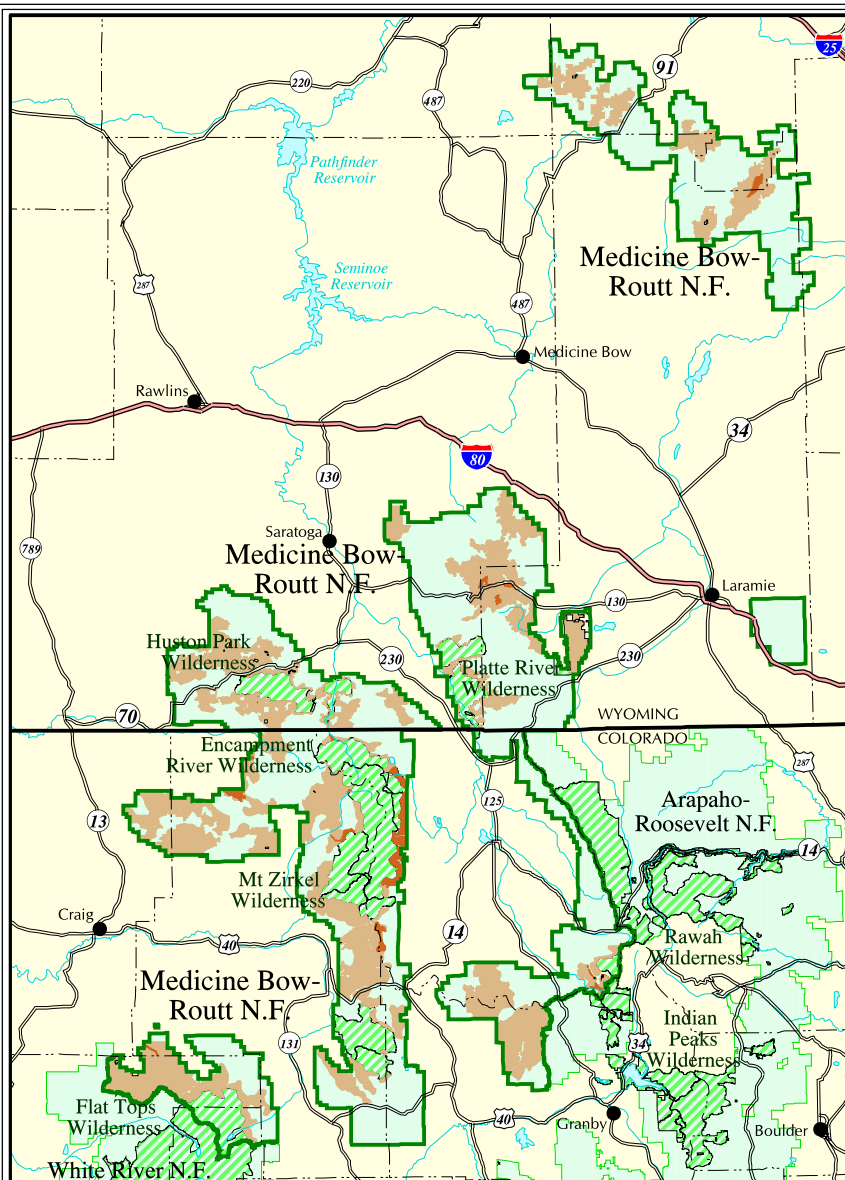 25
91
220
487
Pathfinder
Reservoir
Medicine Bow-
Routt N.F.
Seminoe
Reservoir
287
487
Medicine Bow
Rawlins
34
80
130
Saratoga
789
Medicine Bow-
Routt N.F.
Laramie
130
Huston Park
Wilderness
230
230
Platte River
Wilderness
70
WYOMING
COLORADO
Encampment
River Wilderness
287
125
Arapaho-
Roosevelt N.F.
13
14
Mt Zirkel
Wilderness
Craig
40
14
Rawah
Wilderness
Medicine Bow-
Routt N.F.
Indian
Peaks
Wilderness
131
34
Flat Tops
Wilderness
40
Granby
Boulder
White River N.F.